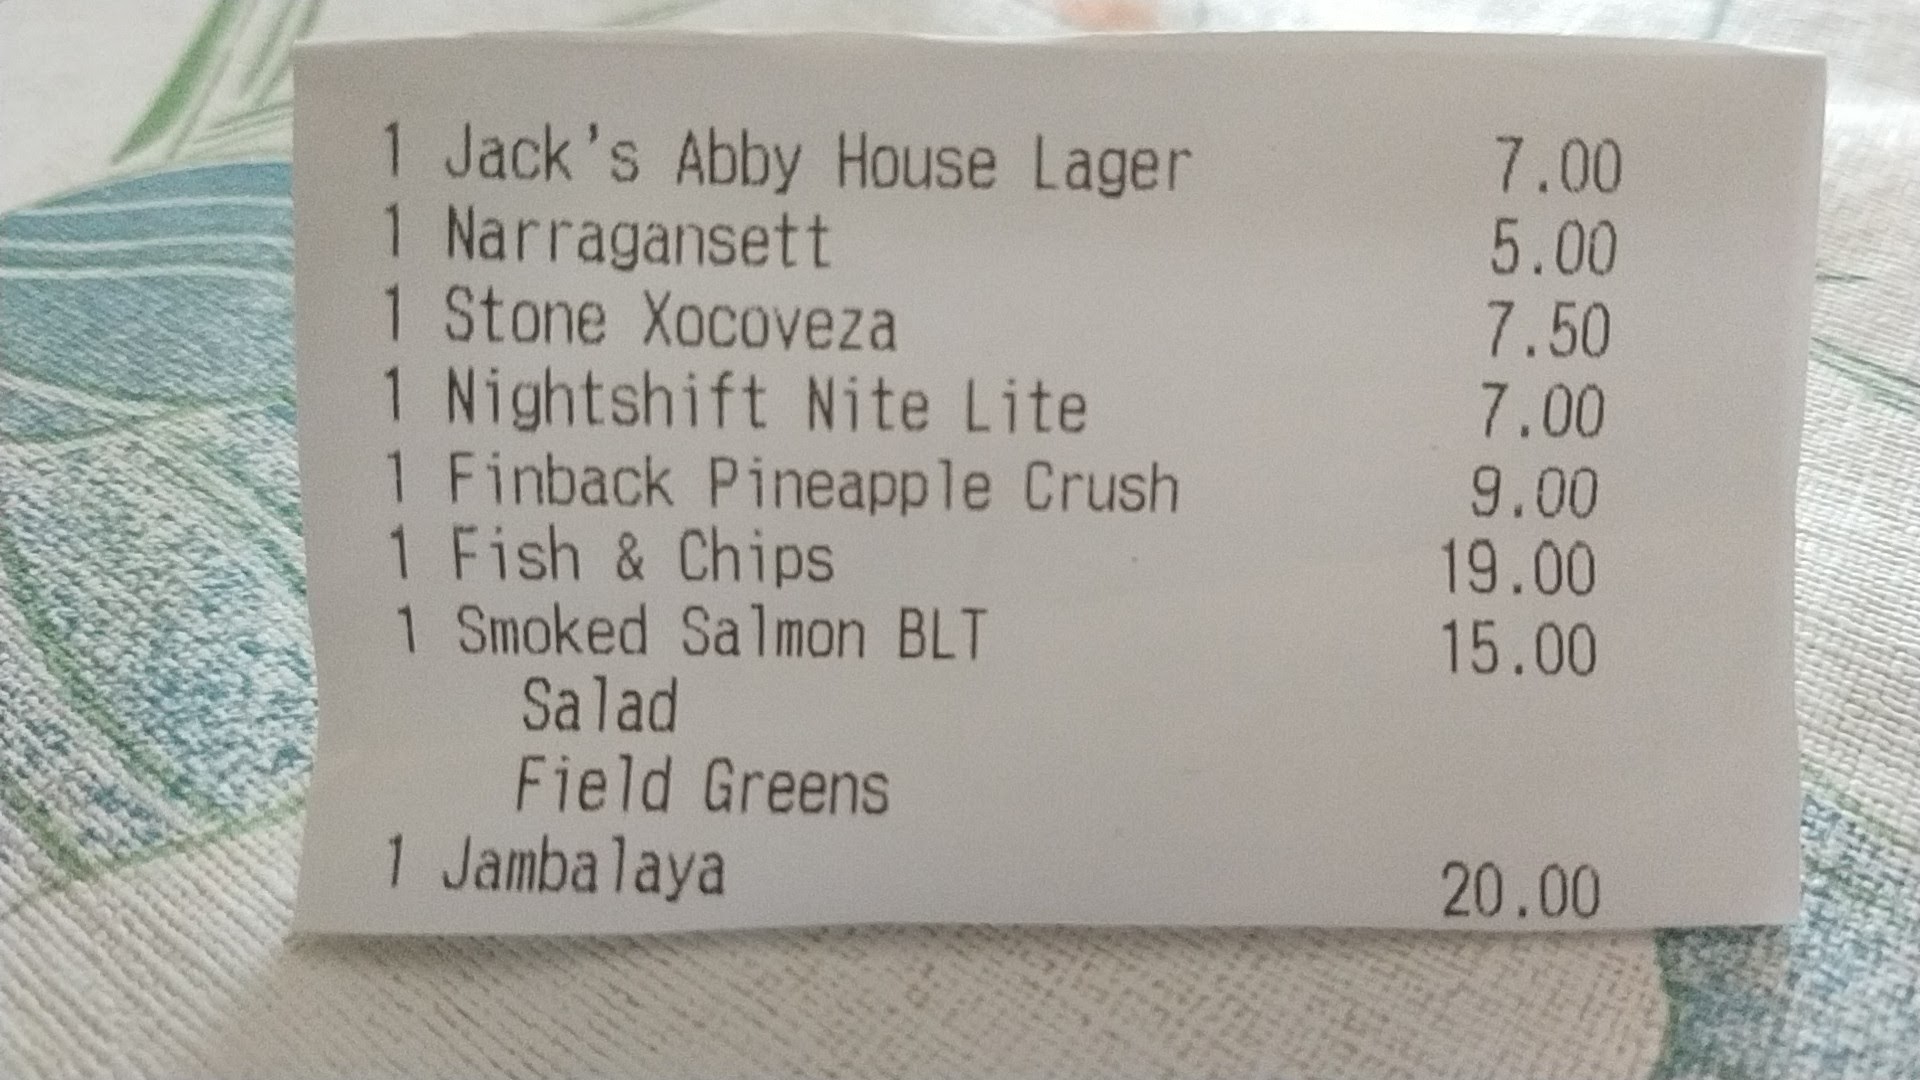 1 Jack's Abby House Lager 7.00
1 Narragansett 5.00
1 Stone Xocoveza 7.50
1 Nightshift Nite Lite 7.00
1 Finback Pineapple Crush 9.00
1 Fish & Chips 19.00
1 Smoked Salmon BLT 15.00
Salad
Field Greens
1 Jambalaya 20.00